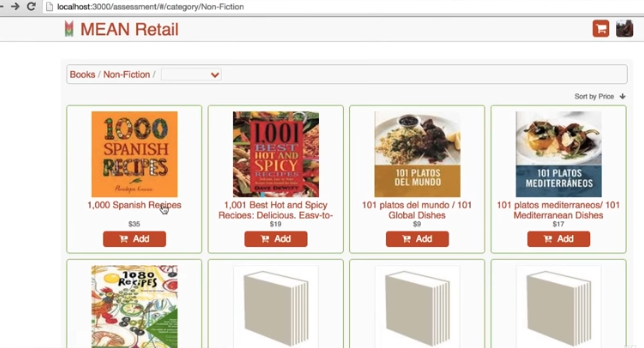 localhost:3000/assessment/#/category/Non-Fiction
MEAN Retail
Books / Non-Fiction /
Sort by Price
1000
SPANISH
RECIPES
1,001
BEST
HOT AND
SPICY
RECIPES
DAVE DEWITT
101 PLATOS
DEL MUNDO
101 PLATOS
MEDITERRÁNEOS
1,000 Spanish Recipes
1,001 Best Hot and Spicy
Recipes: Delicious, Easy-to-
101 platos del mundo / 101
Global Dishes
101 platos mediterraneos/ 101
Mediterranean Dishes
$35
$19
$9
$17
Add
Add
Add
Add
1080
RECIPES